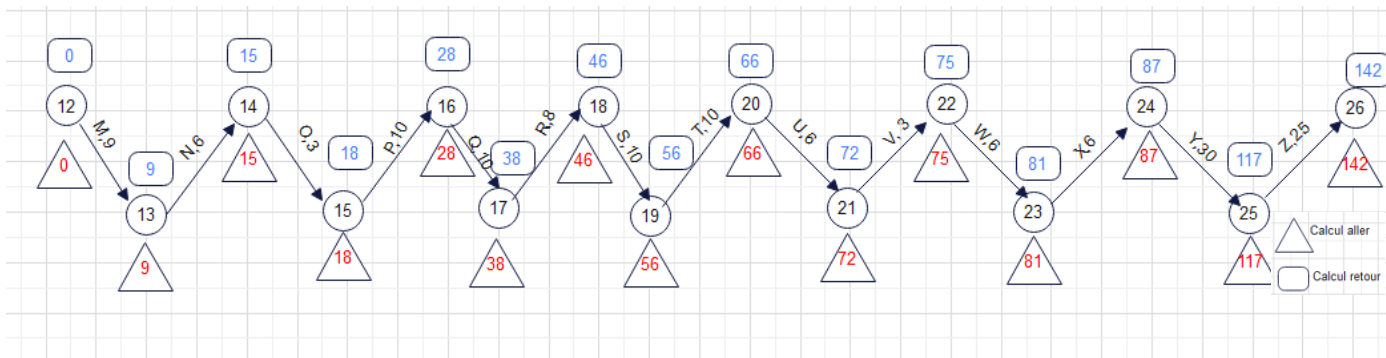 0 15 28 46 66 75 87 142
12 14 16 18 20 22 24 26
M,9 N,6 O,3 P,10 Q,10 R,8 S,10 T,10 U,6 V, 3 W,6 X,6 Y,30 Z,25
0 9 15 18 28 38 46 56 66 72 75 81 87 117 142
13 15 17 19 21 23 25
9 18 38 56 72 81 117
Calcul aller
Calcul retour